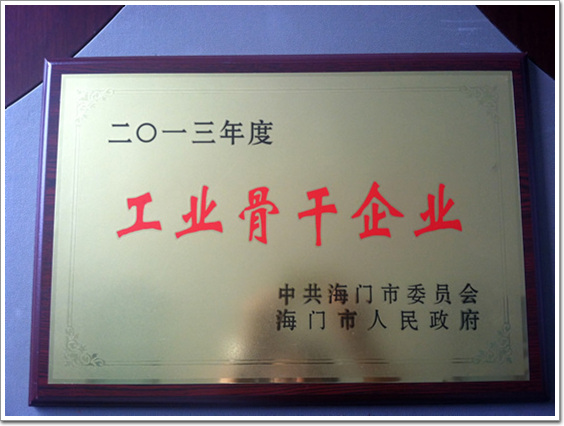 二〇一三年度
工业骨干企业
中共海门市委员会
海门市人民政府